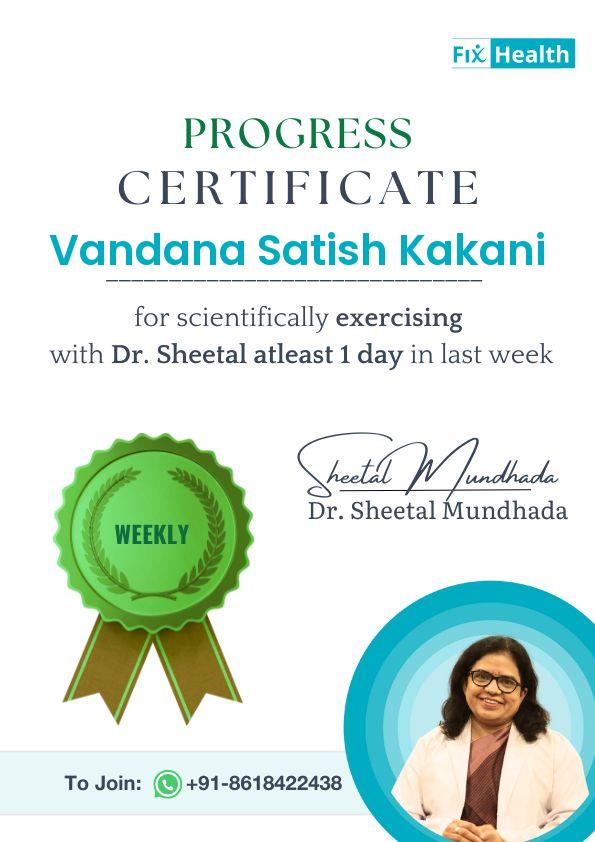 Fix Health
PROGRESS
CERTIFICATE
Vandana Satish Kakani
for scientifically exercising
with Dr. Sheetal atleast 1 day in last week
WEEKLY
Sheetal Mundhada
Dr. Sheetal Mundhada
To Join: +91-8618422438